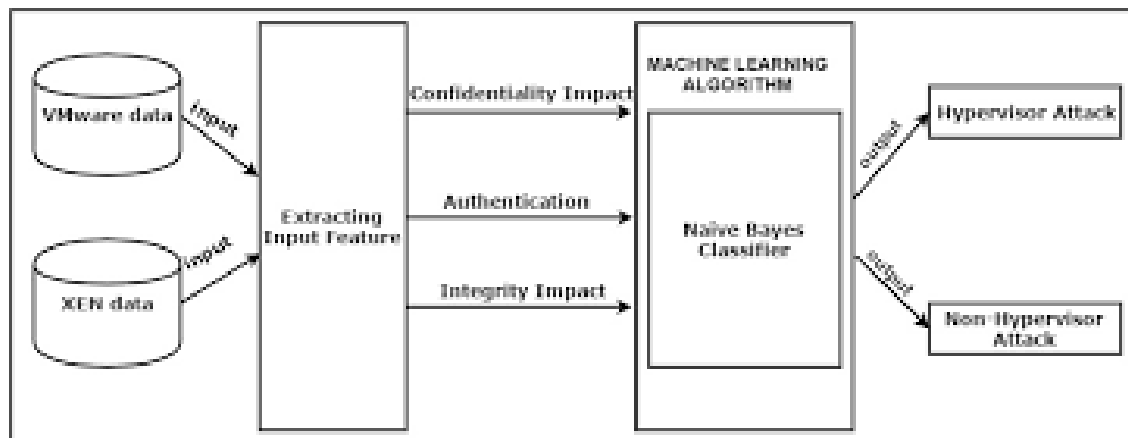 VMware data
input
XEN data
input
Extracting
Input Feature
Confidentiality Impact
Authentication
Integrity Impact
MACHINE LEARNING
ALGORITHM
Naive Bayes
Classifier
output
Hypervisor Attack
output
Non-Hypervisor
Attack